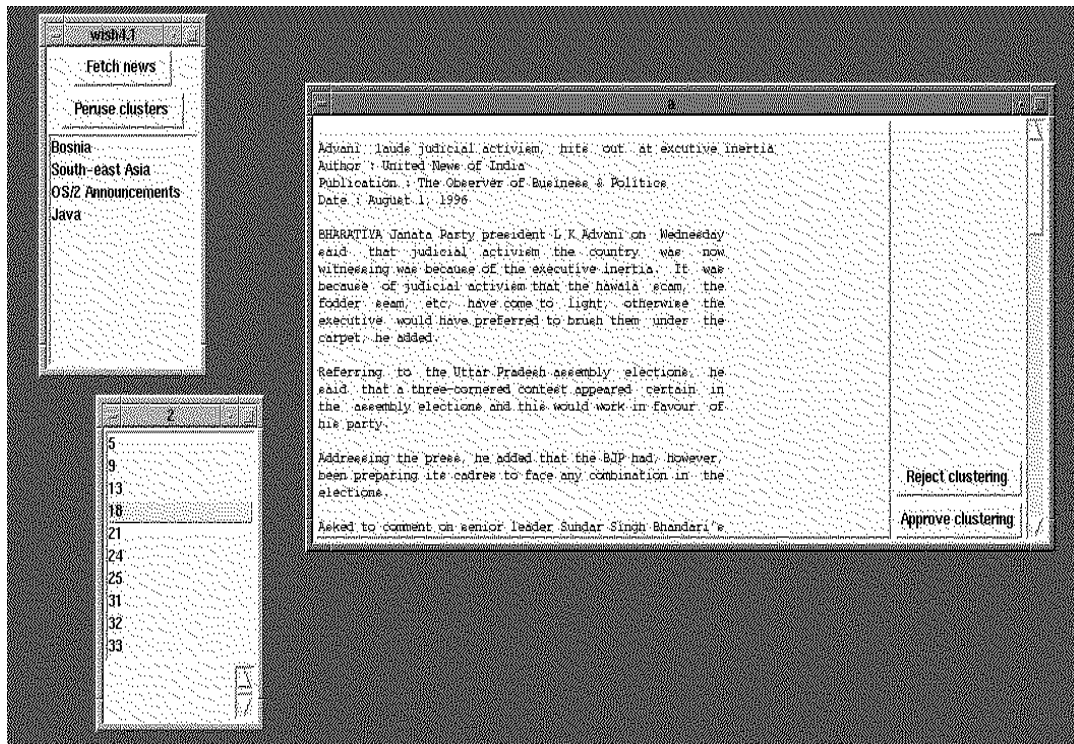 wish4.1
Fetch news
Peruse clusters
Bosnia
South-east Asia
OS/2 Announcements
Java
2
5
9
13
18
21
24
25
31
32
33
a
Advani lauds judicial activism, hits out at excutive inertia
Author : United News of India
Publication : The Observer of Business & Politics
Date : August 1, 1996
BHARATIYA Janata Party president L K Advani on Wednesday
said that judicial activism the country was now
witnessing was because of the executive inertia. It was
because of judicial activism that the hawala scam, the
fodder scam, etc. have come to light, otherwise the
executive would have preferred to brush them under the
carpet, he added.
Referring to the Uttar Pradesh assembly elections, he
said that a three-cornered contest appeared certain in
the assembly elections and this would work in favour of
his party.
Addressing the press, he added that the BJP had, however,
been preparing its cadres to face any combination in the
elections.
Asked to comment on senior leader Sundar Singh Bhandari's
Reject clustering
Approve clustering